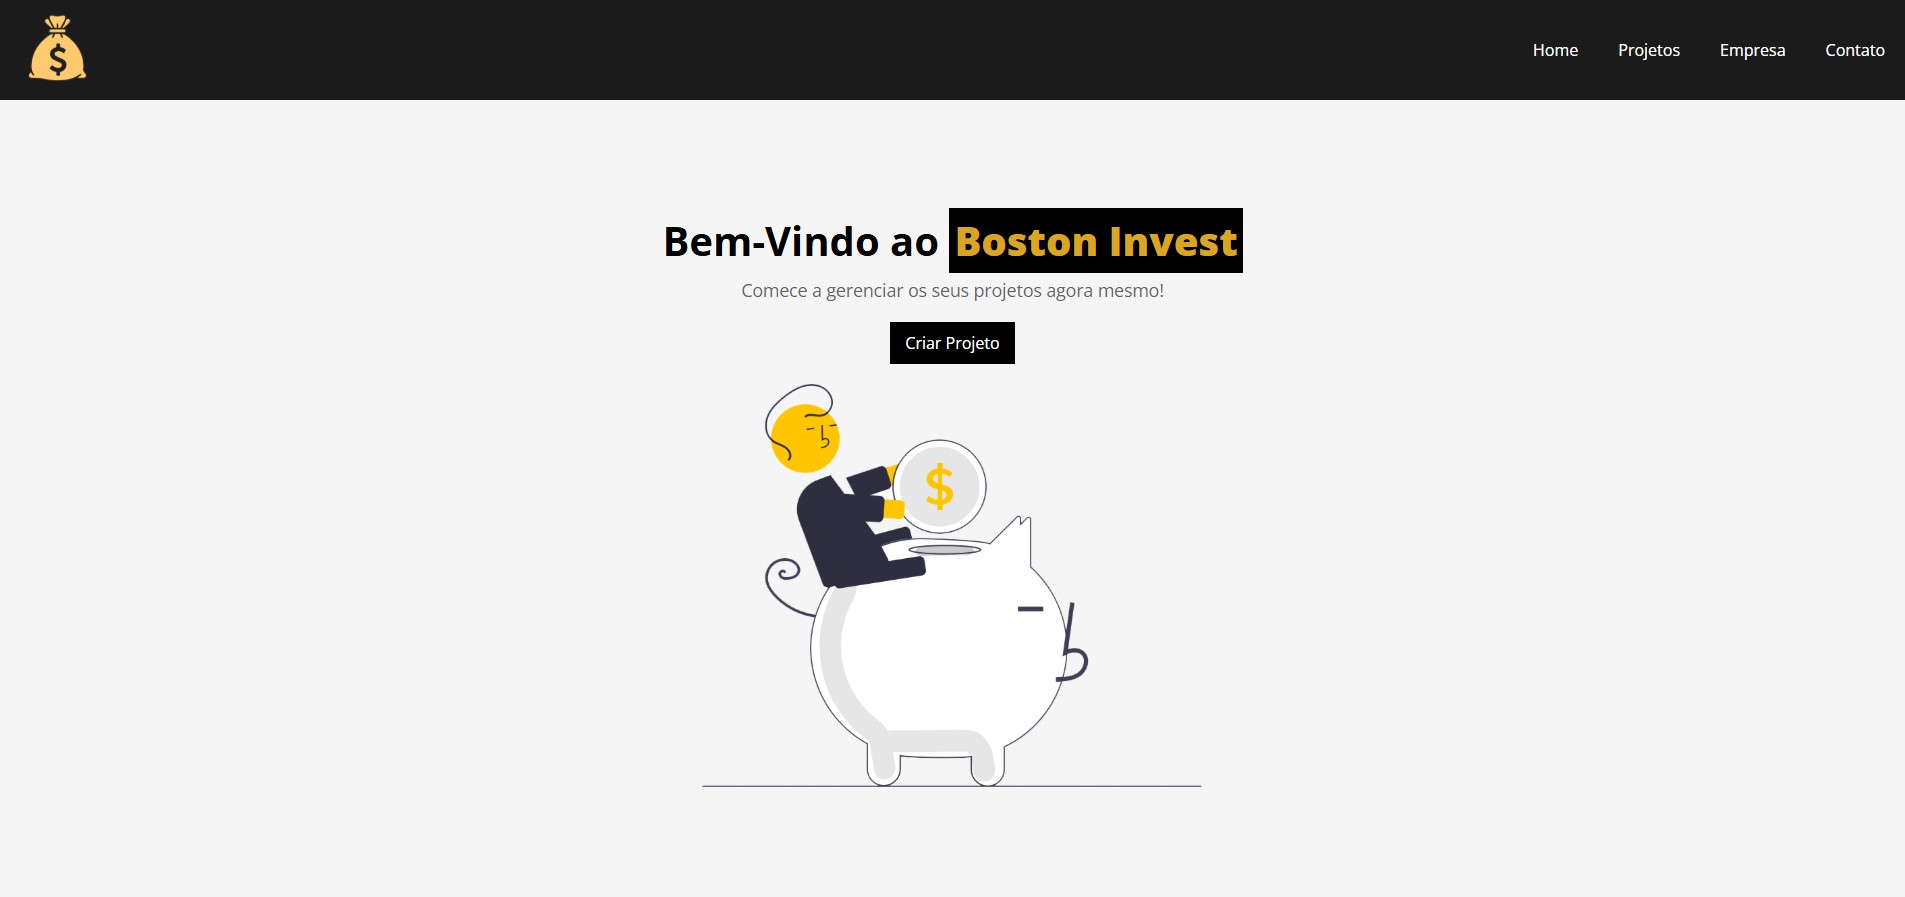 $
Home Projetos Empresa Contato
Bem-Vindo ao Boston Invest
Comece a gerenciar os seus projetos agora mesmo!
Criar Projeto
$